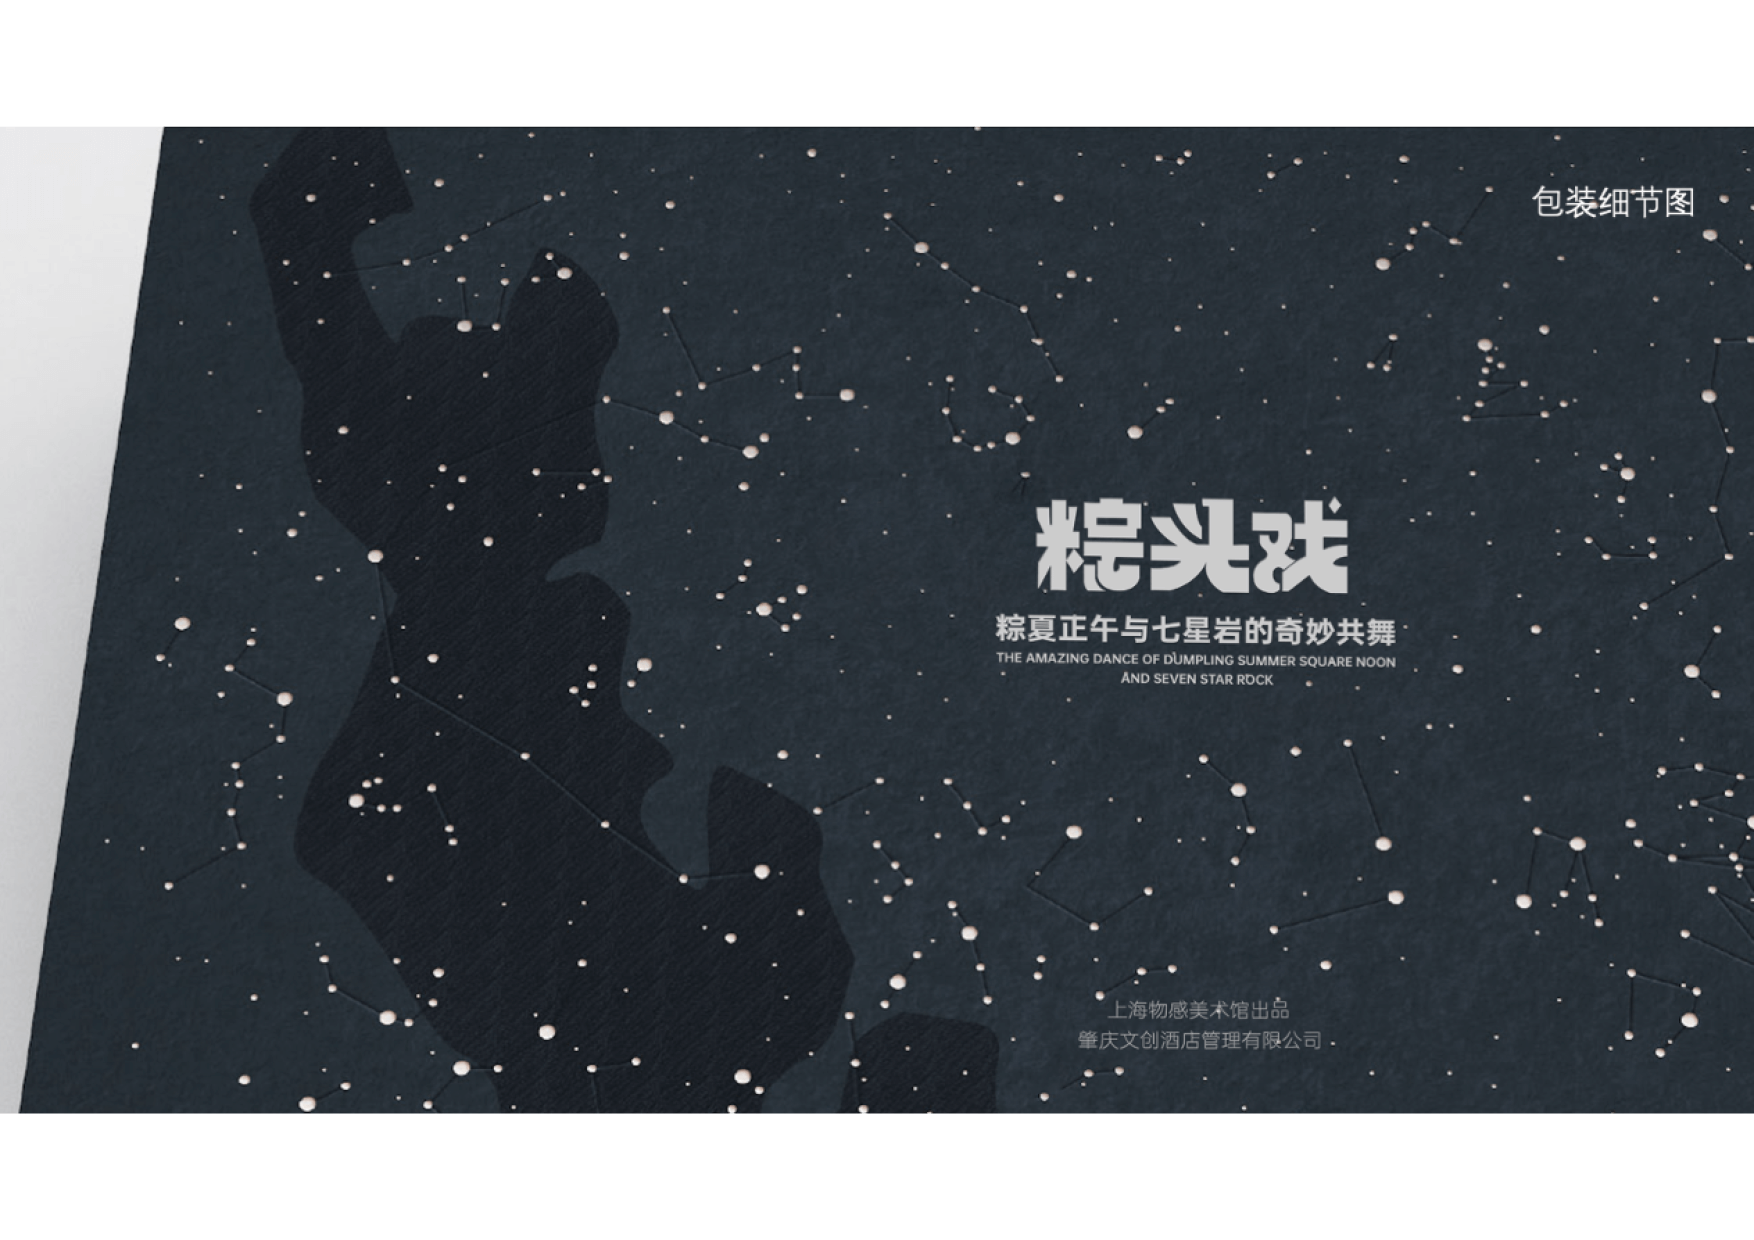 包装细节图
粽头戏
粽夏正午与七星岩的奇妙共舞
THE AMAZING DANCE OF DUMPLING SUMMER SQUARE NOON
AND SEVEN STAR ROCK
上海物感美术馆出品
肇庆文创酒店管理有限公司